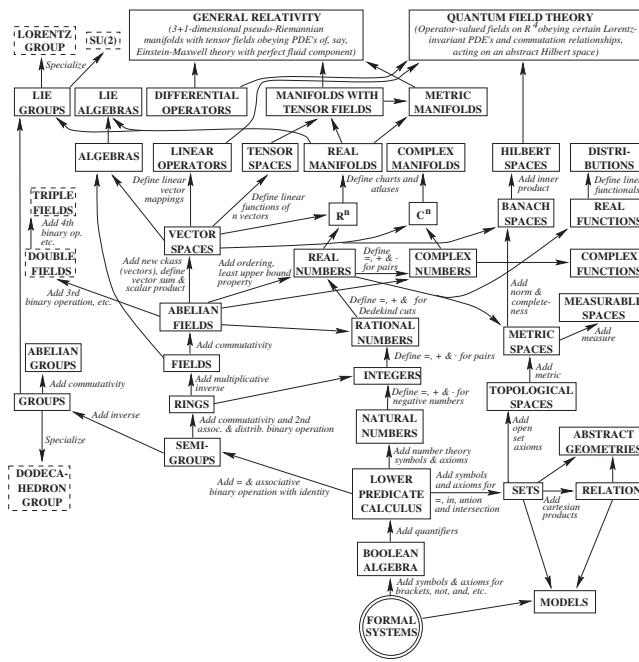 LORENTZ
GROUP
SU(2)
Specialize
GENERAL RELATIVITY
(3+1-dimensional pseudo-Riemannian
manifolds with tensor fields obeying PDE's of, say,
Einstein-Maxwell theory with perfect fluid component)
QUANTUM FIELD THEORY
(Operator-valued fields on R⁴ obeying certain Lorentz-
invariant PDE's and commutation relationships,
acting on an abstract Hilbert space)
LIE
GROUPS
LIE
ALGEBRAS
DIFFERENTIAL
OPERATORS
MANIFOLDS WITH
TENSOR FIELDS
METRIC
MANIFOLDS
ALGEBRAS
LINEAR
OPERATORS
TENSOR
SPACES
REAL
MANIFOLDS
COMPLEX
MANIFOLDS
HILBERT
SPACES
DISTRI-
BUTIONS
Define linear
vector
mappings
Define linear
functions of
n vectors
Define charts and
atlases
Add inner
product
Define linear
functionals
TRIPLE
FIELDS
Add 4th
binary op.
etc.
DOUBLE
FIELDS
VECTOR
SPACES
Rⁿ
Cⁿ
BANACH
SPACES
REAL
FUNCTIONS
Add new class
(vectors), define
vector sum &
scalar product
Add ordering,
least upper bound
property
REAL
NUMBERS
Define
=, + & ·
for pairs
COMPLEX
NUMBERS
COMPLEX
FUNCTIONS
Add 3rd
binary operation, etc.
Add
norm &
complete-
ness
MEASURABLE
SPACES
Add
measure
ABELIAN
FIELDS
Define =, + & · for
Dedekind cuts
RATIONAL
NUMBERS
METRIC
SPACES
ABELIAN
GROUPS
Add commutativity
FIELDS
Define =, + & · for pairs
Add
metric
Add commutativity
Add multiplicative
inverse
INTEGERS
TOPOLOGICAL
SPACES
GROUPS
RINGS
Define =, + & · for
negative numbers
Add inverse
Add commutativity and 2nd
assoc. & distrib. binary operation
NATURAL
NUMBERS
Add
open
set
axioms
ABSTRACT
GEOMETRIES
Specialize
SEMI-
GROUPS
Add number theory
symbols & axioms
DODECA-
HEDRON
GROUP
Add = & associative
binary operation with identity
LOWER
PREDICATE
CALCULUS
Add symbols
and axioms for
=, in, union
and intersection
SETS
RELATION
Add
cartesian
products
Add quantifiers
BOOLEAN
ALGEBRA
Add symbols & axioms for
brackets, not, and, etc.
MODELS
FORMAL
SYSTEMS